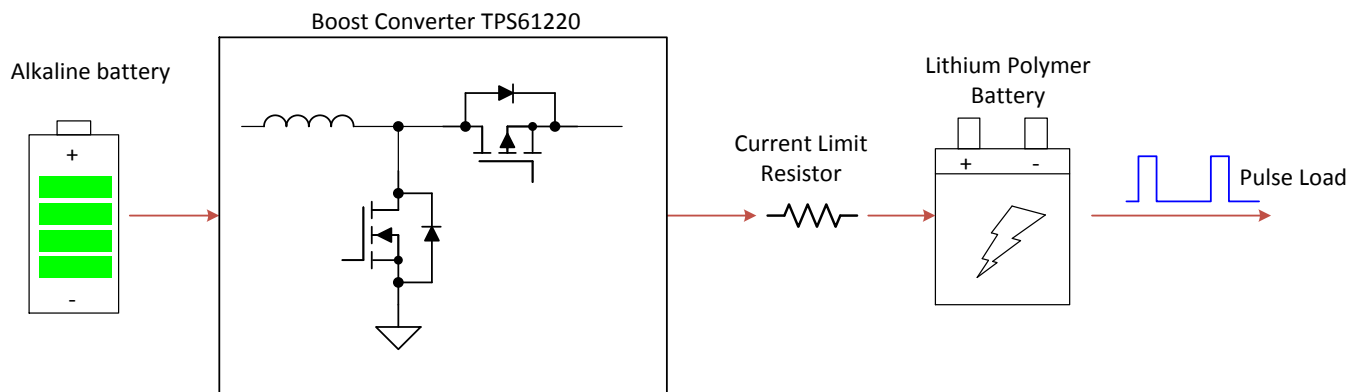 Boost Converter TPS61220
Alkaline battery
+
-
Current Limit
Resistor
Lithium Polymer
Battery
+ -
Pulse Load